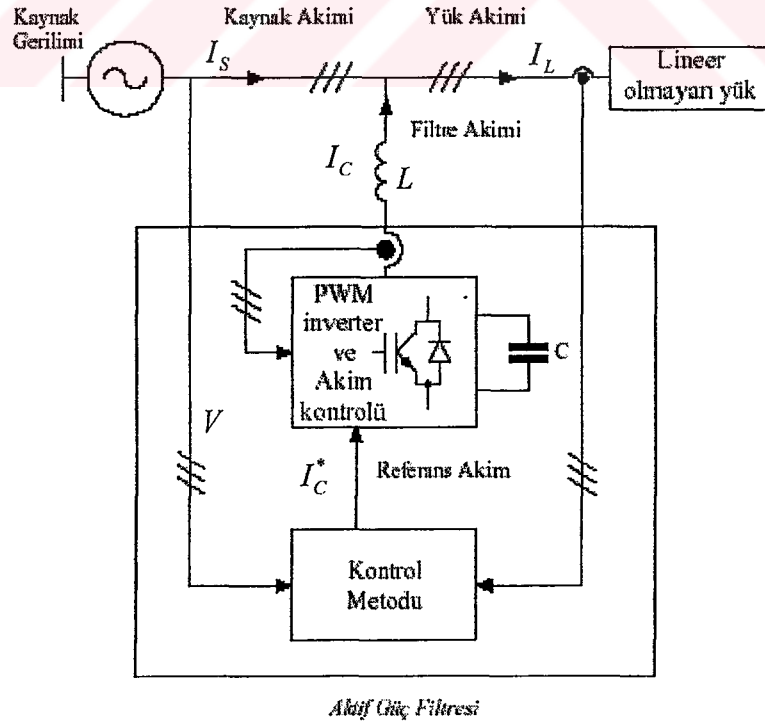 Kaynak
Gerilimi
Kaynak Akimi
Yük Akimi
I_S
I_L
Lineer
olmayan yük
Filtre Akimi
I_C
L
PWM
inverter
ve
Akim
kontrolü
C
V
I_C^*
Referans Akim
Kontrol
Metodu
Aktif Güç Filtresi